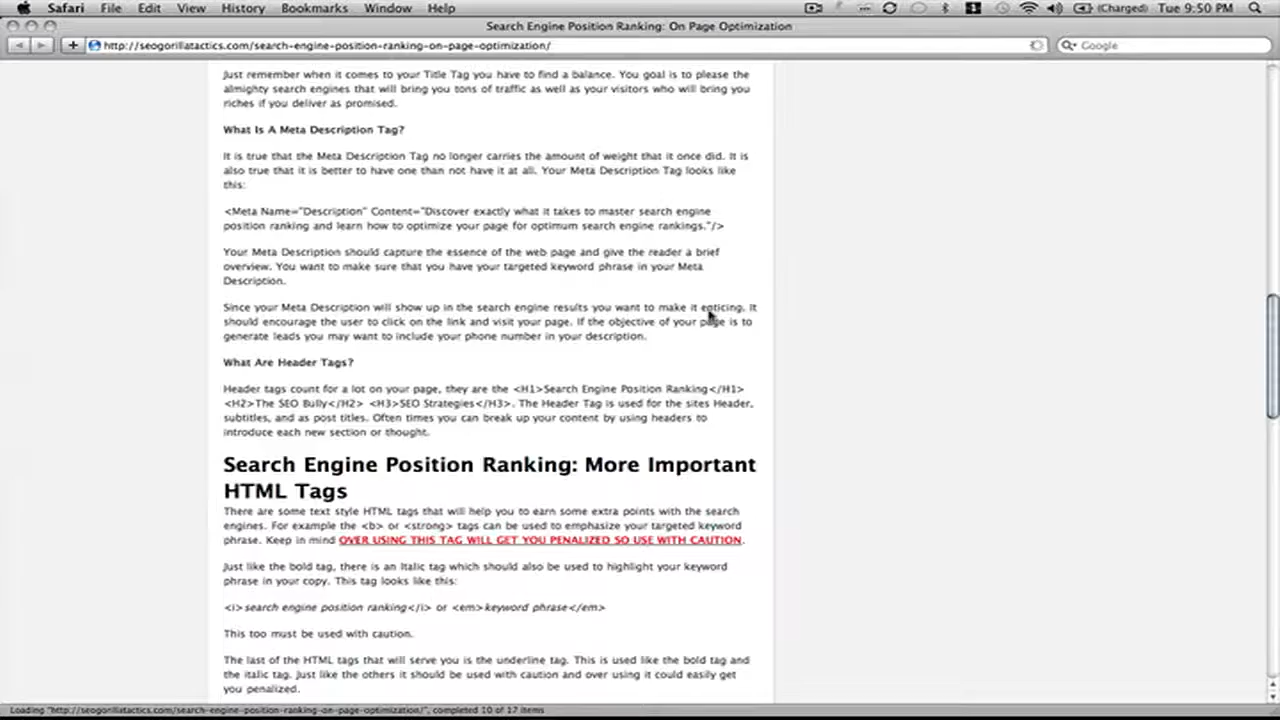 Safari File Edit View History Bookmarks Window Help (Charged) Tue 9:50 PM
Search Engine Position Ranking: On Page Optimization
http://seogorillatactics.com/search-engine-position-ranking-on-page-optimization/ Google
Just remember when it comes to your Title Tag you have to find a balance. You goal is to please the
almighty search engines that will bring you tons of traffic as well as your visitors who will bring you
riches if you deliver as promised.
What Is A Meta Description Tag?
It is true that the Meta Description Tag no longer carries the amount of weight that it once did. It is
also true that it is better to have one than not have it at all. Your Meta Description Tag looks like
this:
<Meta Name="Description" Content="Discover exactly what it takes to master search engine
position ranking and learn how to optimize your page for optimum search engine rankings."/>
Your Meta Description should capture the essence of the web page and give the reader a brief
overview. You want to make sure that you have your targeted keyword phrase in your Meta
Description.
Since your Meta Description will show up in the search engine results you want to make it enticing. It
should encourage the user to click on the link and visit your page. If the objective of your page is to
generate leads you may want to include your phone number in your description.
What Are Header Tags?
Header tags count for a lot on your page, they are the <H1>Search Engine Position Ranking</H1>
<H2>The SEO Bully</H2> <H3>SEO Strategies</H3>. The Header Tag is used for the sites Header,
subtitles, and as post titles. Often times you can break up your content by using headers to
introduce each new section or thought.
Search Engine Position Ranking: More Important
HTML Tags
There are some text style HTML tags that will help you to earn some extra points with the search
engines. For example the <b> or <strong> tags can be used to emphasize your targeted keyword
phrase. Keep in mind OVER USING THIS TAG WILL GET YOU PENALIZED SO USE WITH CAUTION.
Just like the bold tag, there is an Italic tag which should also be used to highlight your keyword
phrase in your copy. This tag looks like this:
<i>search engine position ranking</i> or <em>keyword phrase</em>
This too must be used with caution.
The last of the HTML tags that will serve you is the underline tag. This is used like the bold tag and
the italic tag. Just like the others it should be used with caution and over using it could easily get
you penalized.
Loading "http://seogorillatactics.com/search-engine-position-ranking-on-page-optimization/", completed 10 of 17 items